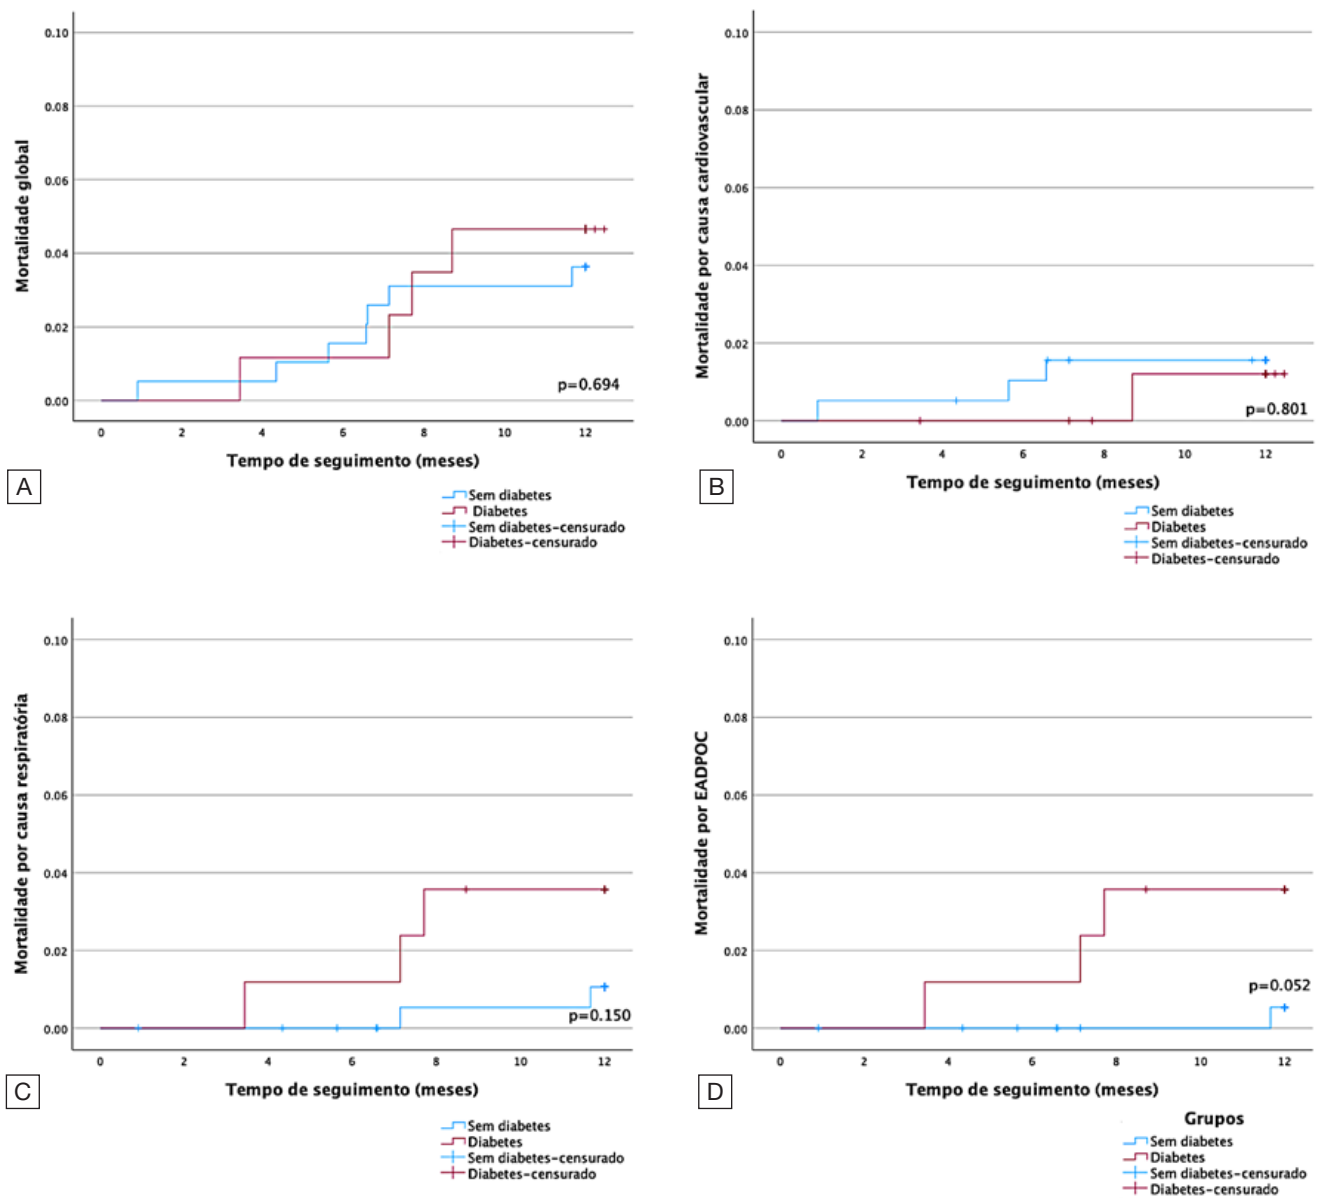 0.10
0.08
0.06
0.04
0.02
0.00
Mortalidade global
p=0.694
0 2 4 6 8 10 12
Tempo de seguimento (meses)
A
Sem diabetes
Diabetes
Sem diabetes-censurado
Diabetes-censurado
0.10
0.08
0.06
0.04
0.02
0.00
Mortalidade por causa cardiovascular
p=0.801
0 2 4 6 8 10 12
Tempo de seguimento (meses)
B
Sem diabetes
Diabetes
Sem diabetes-censurado
Diabetes-censurado
0.10
0.08
0.06
0.04
0.02
0.00
Mortalidade por causa respiratória
p=0.150
0 2 4 6 8 10 12
Tempo de seguimento (meses)
C
Sem diabetes
Diabetes
Sem diabetes-censurado
Diabetes-censurado
0.10
0.08
0.06
0.04
0.02
0.00
Mortalidade por EADPOC
p=0.052
0 2 4 6 8 10 12
Tempo de seguimento (meses)
D
Grupos
Sem diabetes
Diabetes
Sem diabetes-censurado
Diabetes-censurado